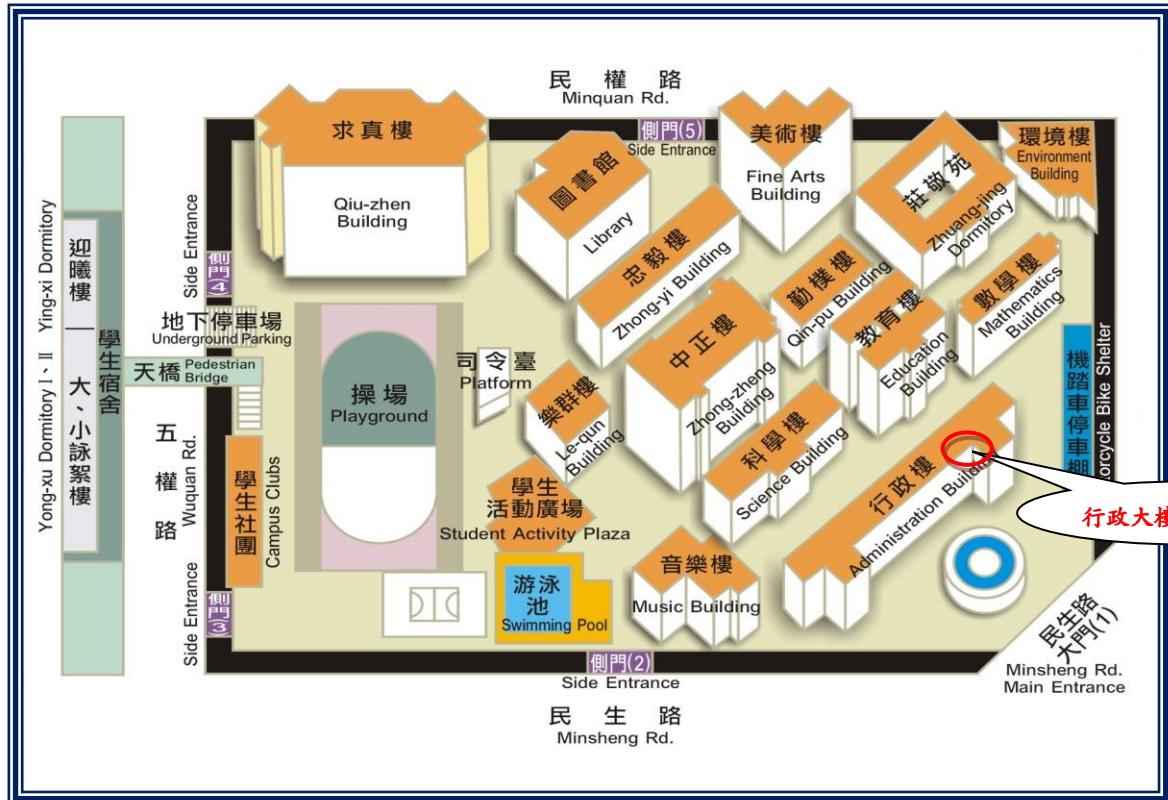 民權路
Minquan Rd.
求真樓
Qiu-zhen
Building
側門(5)
Side Entrance
圖書館
Library
美術樓
Fine Arts
Building
莊敬苑
Zhuang-jing
Dormitory
環境樓
Environment
Building
忠毅樓
Zhong-yi Building
勤樸樓
Qin-pu Building
教育樓
Education
Building
數學樓
Mathematics
Building
中正樓
Zhong-zheng
Building
科學樓
Science Building
樂群樓
Le-qun
Building
行政樓
Administration Buildin
行政大樓
機踏車停車棚
orcycle Bike Shelter
Side Entrance
側門(4)
地下停車場
Underground Parking
天橋
Pedestrian
Bridge
學生宿舍
迎曦樓
大、小詠絮樓
Yong-xu Dormitory I、II Ying-xi Dormitory
五權路
Wuquan Rd.
學生社團
Campus Clubs
Side Entrance
側門(3)
操場
Playground
司令臺
Platform
學生
活動廣場
Student Activity Plaza
游泳
池
Swimming Pool
音樂樓
Music Building
側門(2)
Side Entrance
民生路
Minsheng Rd.
民生路
大門(1)
Minsheng Rd.
Main Entrance